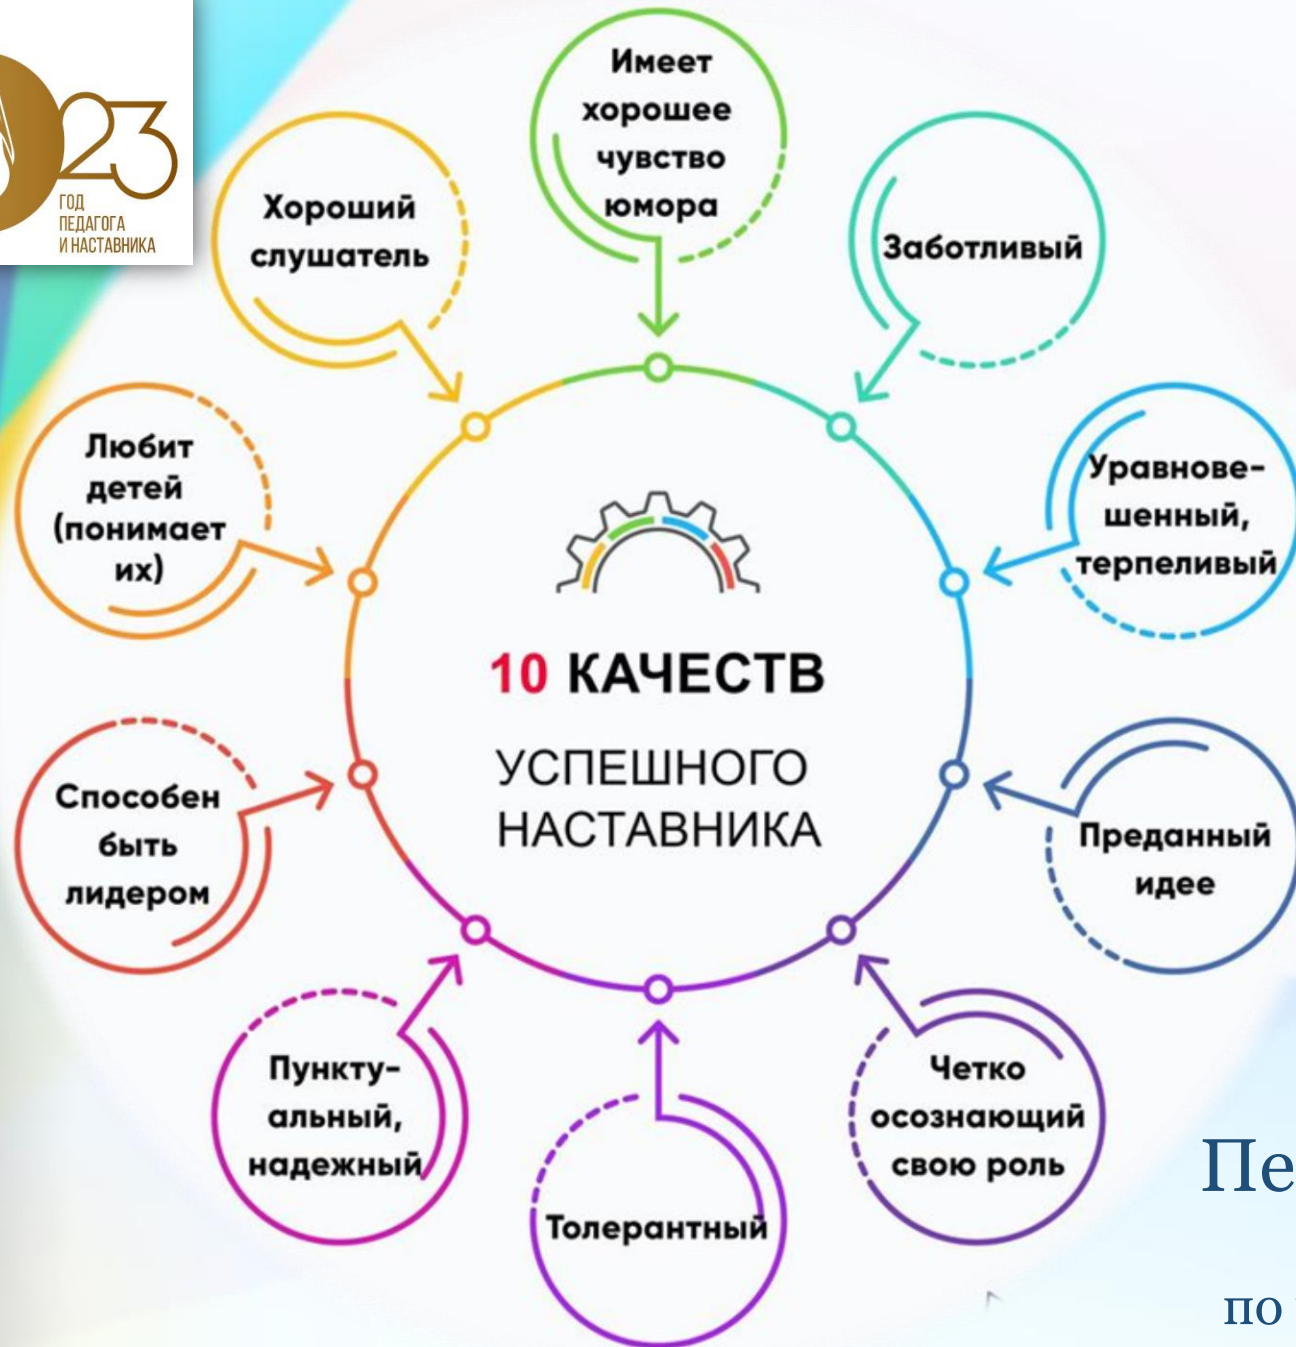 23
ГОД
ПЕДАГОГА
И НАСТАВНИКА
Имеет
хорошее
чувство
юмора
Заботливый
Уравнове-
шенный,
терпеливый
Преданный
идее
Четко
осознающий
свою роль
Толерантный
Пункту-
альный,
надежный
Способен
быть
лидером
Любит
детей
(понимает
их)
Хороший
слушатель
10 КАЧЕСТВ
УСПЕШНОГО
НАСТАВНИКА
по